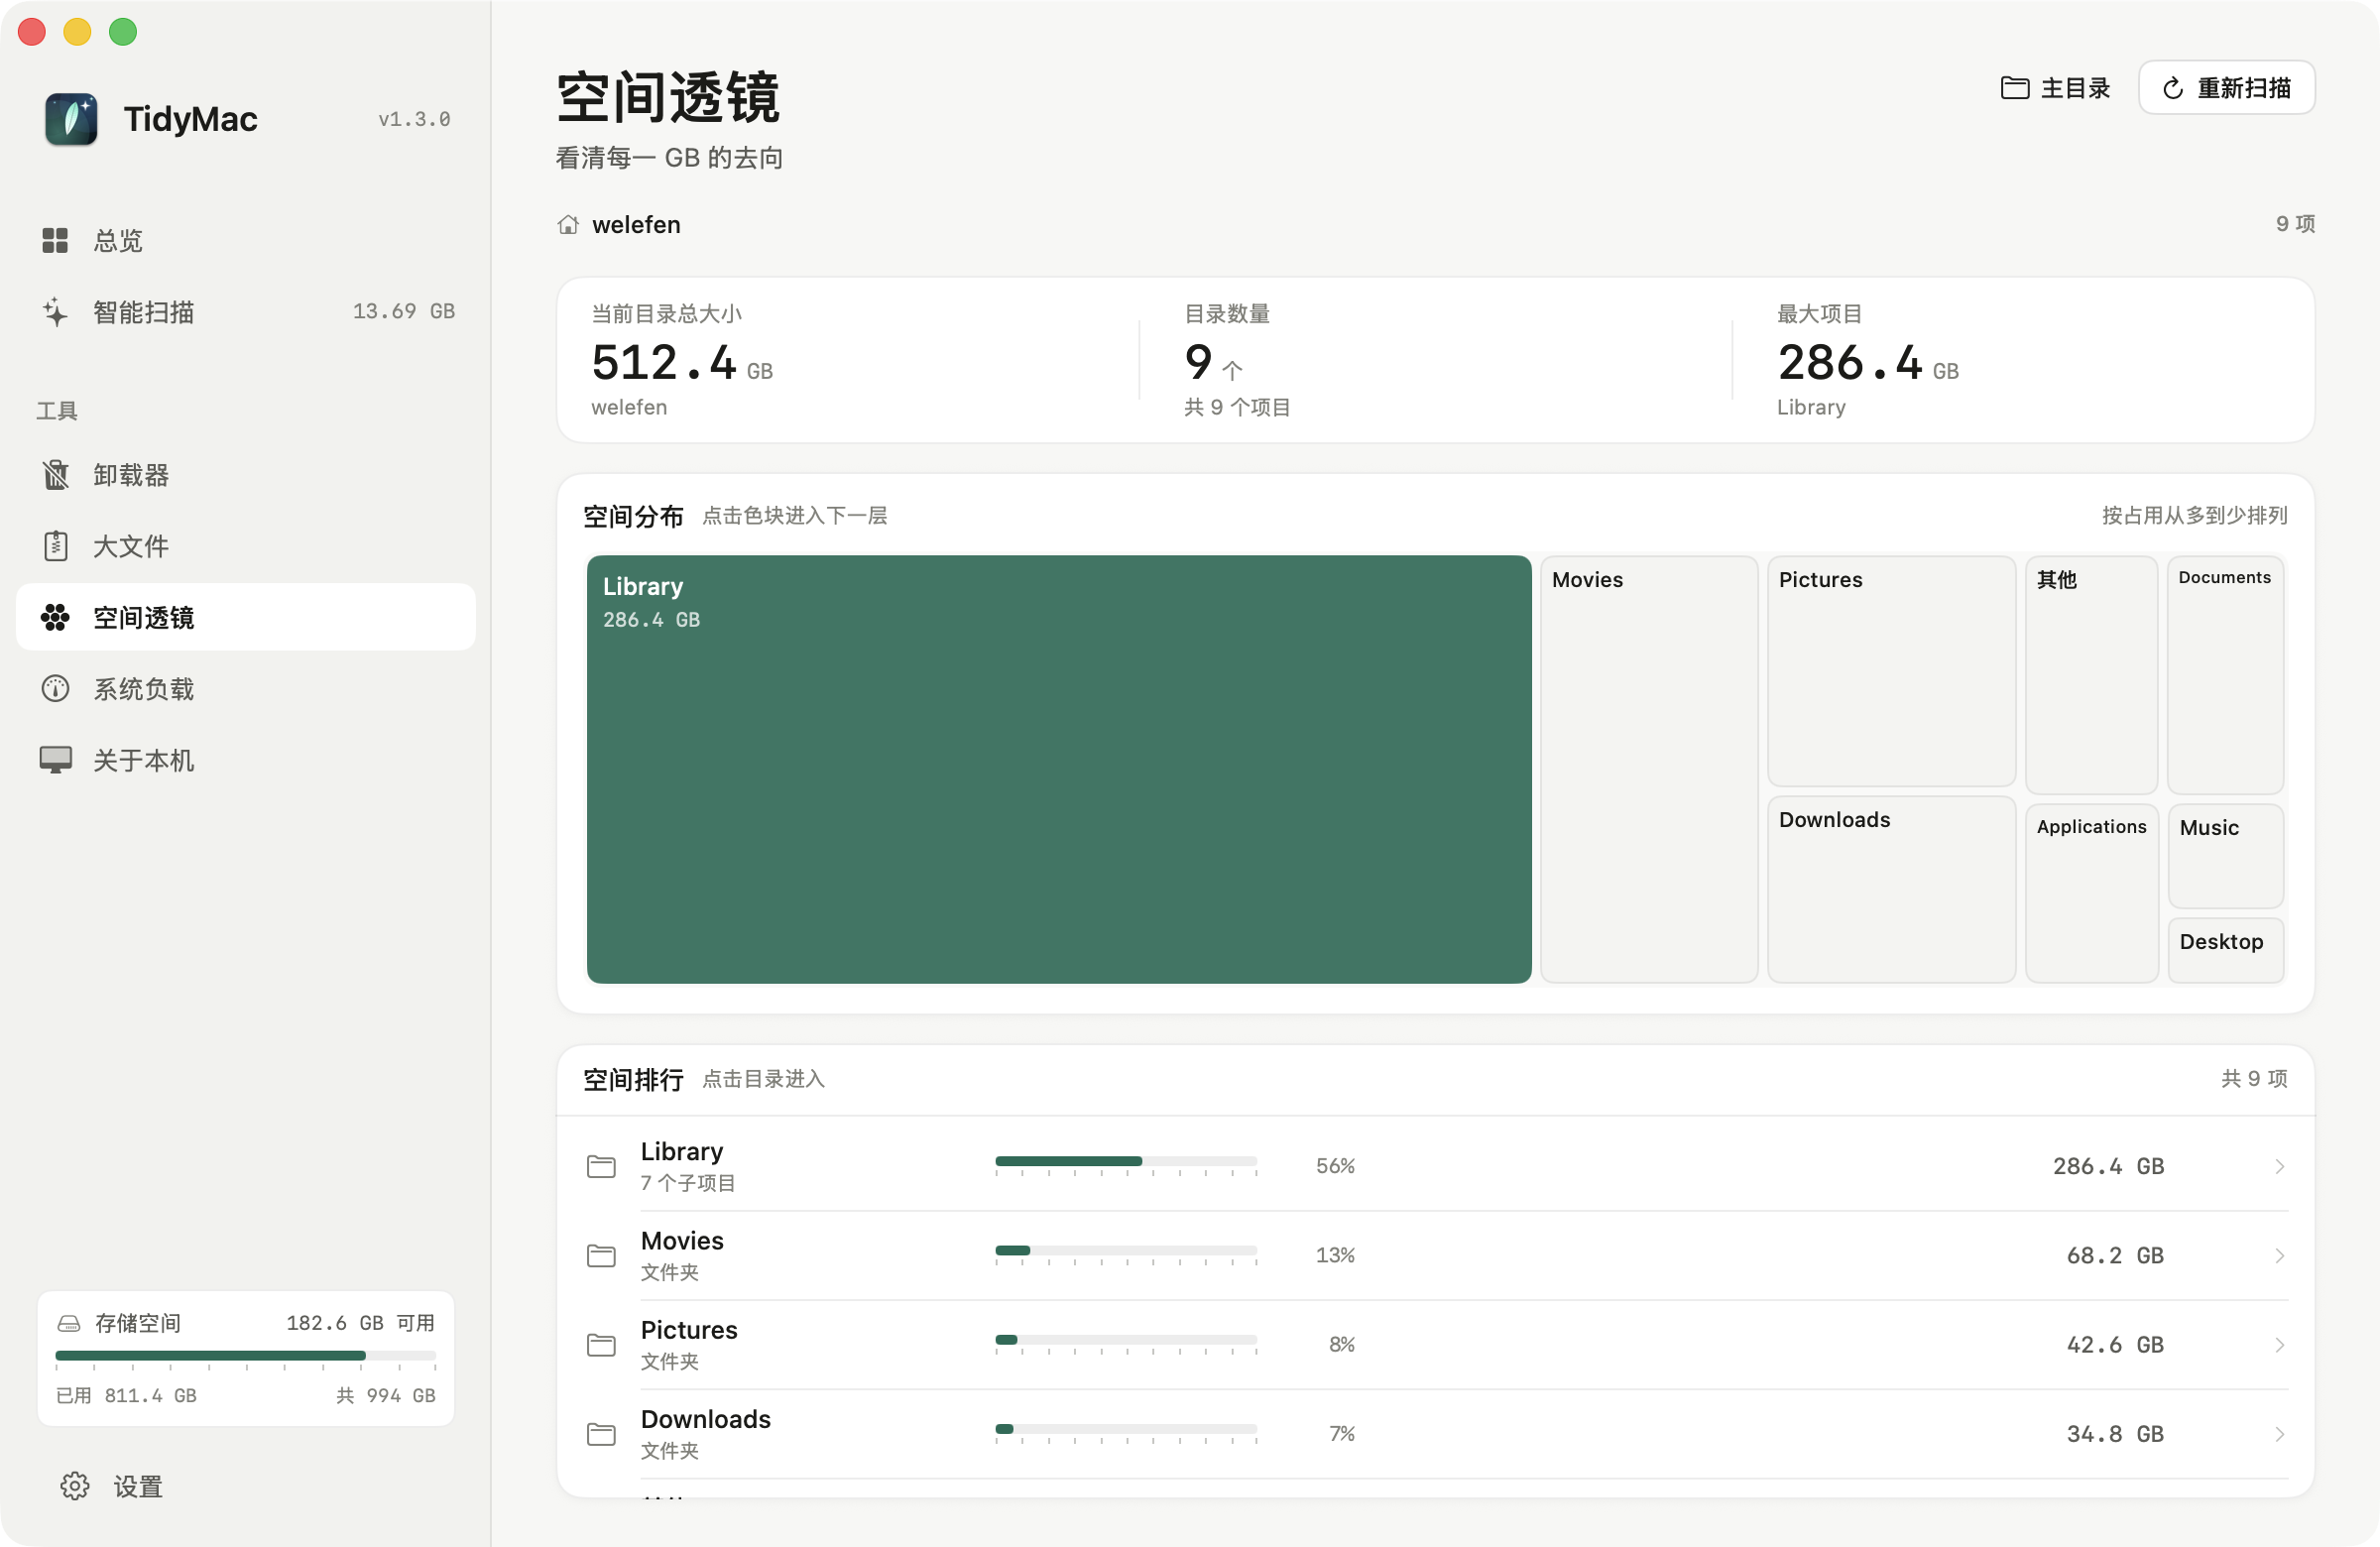 TidyMac v1.3.0
总览
智能扫描 13.69 GB
工具
卸载器
大文件
空间透镜
系统负载
关于本机
存储空间 182.6 GB 可用
已用 811.4 GB 共 994 GB
设置
空间透镜
看清每一 GB 的去向
主目录 重新扫描
welefen 9 项
当前目录总大小
512.4 GB
welefen
目录数量
9 个
共 9 个项目
最大项目
286.4 GB
Library
空间分布 点击色块进入下一层 按占用从多到少排列
Library
286.4 GB
Movies
Pictures
Downloads
其他
Applications
Documents
Music
Desktop
空间排行 点击目录进入 共 9 项
Library
7 个子项目
56% 286.4 GB
Movies
文件夹
13% 68.2 GB
Pictures
文件夹
8% 42.6 GB
Downloads
文件夹
7% 34.8 GB